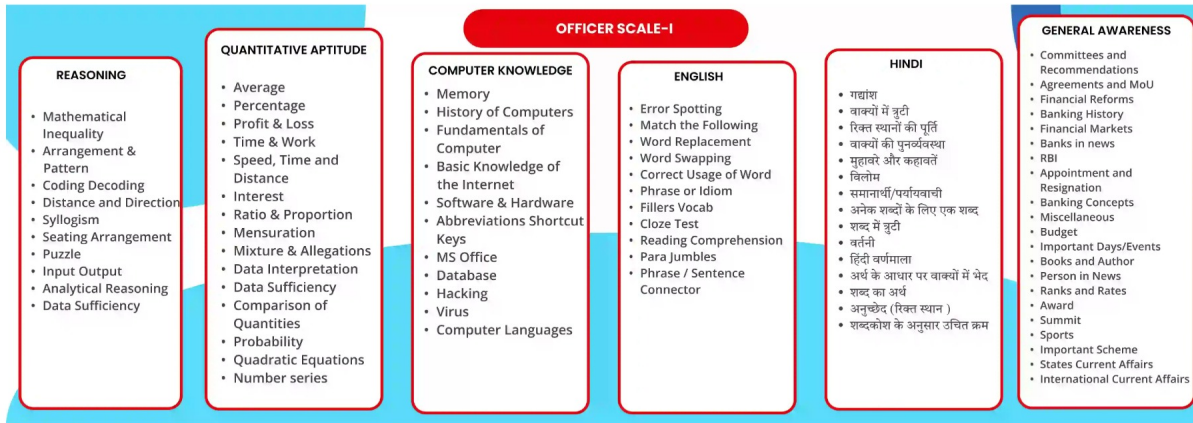 OFFICER SCALE-I
REASONING
• Mathematical
Inequality
• Arrangement &
Pattern
• Coding Decoding
• Distance and Direction
• Syllogism
• Seating Arrangement
• Puzzle
• Input Output
• Analytical Reasoning
• Data Sufficiency
QUANTITATIVE APTITUDE
• Average
• Percentage
• Profit & Loss
• Time & Work
• Speed, Time and
Distance
• Interest
• Ratio & Proportion
• Mensuration
• Mixture & Allegations
• Data Interpretation
• Data Sufficiency
• Comparison of
Quantities
• Probability
• Quadratic Equations
• Number series
COMPUTER KNOWLEDGE
• Memory
• History of Computers
• Fundamentals of
Computer
• Basic Knowledge of
the Internet
• Software & Hardware
• Abbreviations Shortcut
Keys
• MS Office
• Database
• Hacking
• Virus
• Computer Languages
ENGLISH
• Error Spotting
• Match the Following
• Word Replacement
• Word Swapping
• Correct Usage of Word
• Phrase or Idiom
• Fillers Vocab
• Cloze Test
• Reading Comprehension
• Para Jumbles
• Phrase / Sentence
Connector
HINDI
• गद्यांश
• वाक्यों में त्रुटी
• रिक्त स्थानों की पूर्ति
• वाक्यों की पुनर्व्यवस्था
• मुहावरे और कहावतें
• विलोम
• समानार्थी/पर्यायवाची
• अनेक शब्दों के लिए एक शब्द
• शब्द में त्रुटी
• वर्तनी
• हिंदी वर्णमाला
• अर्थ के आधार पर वाक्यों में भेद
• शब्द का अर्थ
• अनुच्छेद (रिक्त स्थान )
• शब्दकोश के अनुसार उचित क्रम
GENERAL AWARENESS
• Committees and
Recommendations
• Agreements and MoU
• Financial Reforms
• Banking History
• Financial Markets
• Banks in news
• RBI
• Appointment and
Resignation
• Banking Concepts
• Miscellaneous
• Budget
• Important Days/Events
• Books and Author
• Person in News
• Ranks and Rates
• Award
• Summit
• Sports
• Important Scheme
• States Current Affairs
• International Current Affairs